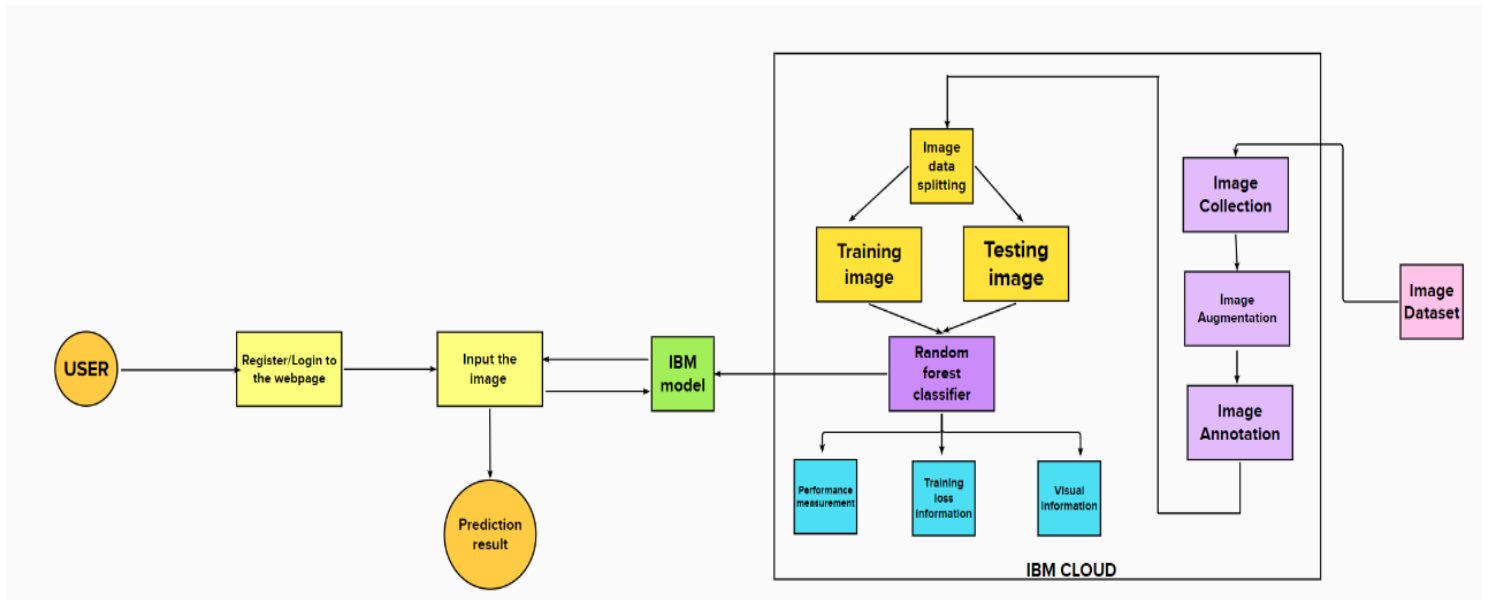 USER
Register/Login to
the webpage
Input the
image
Prediction
result
IBM
model
Image
data
splitting
Training
image
Testing
image
Random
forest
classifier
Performance
measurement
Training
loss
information
Visual
information
IBM CLOUD
Image
Collection
Image
Augmentation
Image
Annotation
Image
Dataset